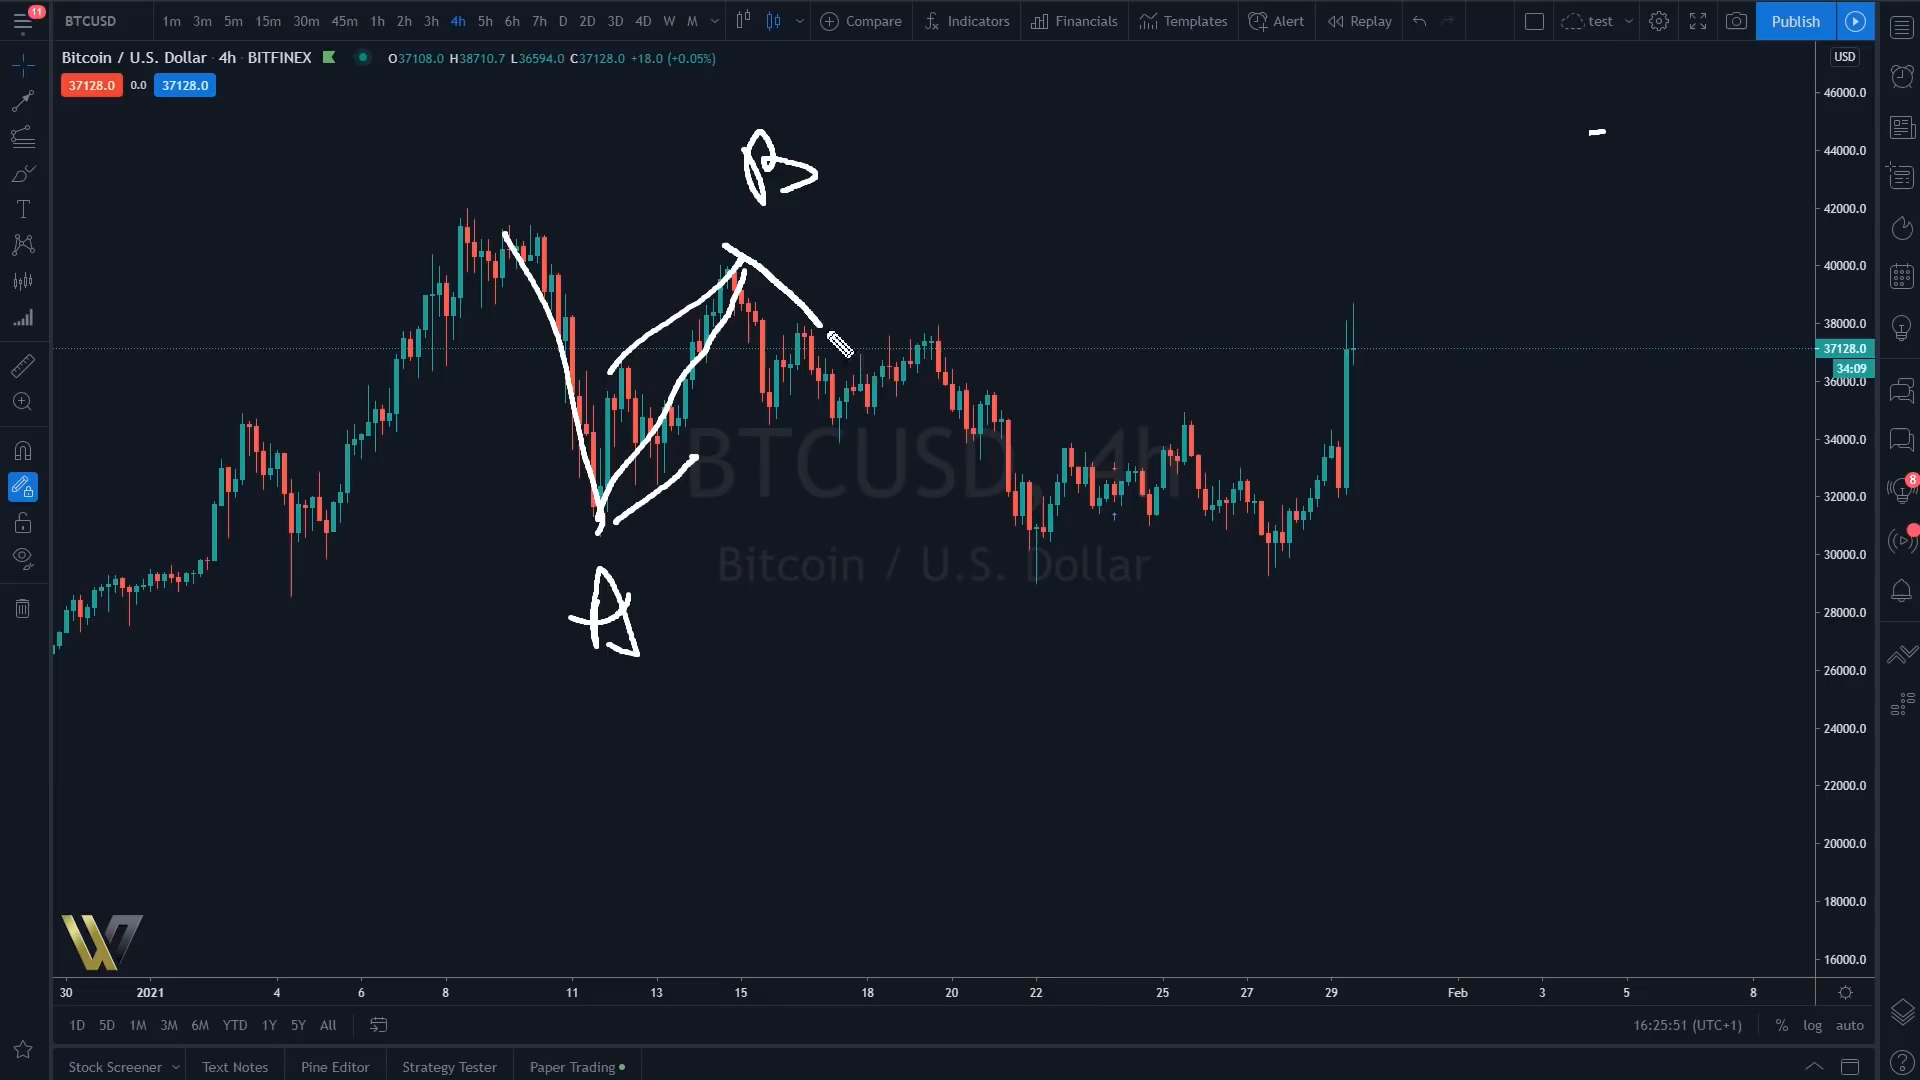 11
BTCUSD 1m 3m 5m 15m 30m 45m 1h 2h 3h 4h 5h 6h 7h D 2D 3D 4D W M Compare Indicators Financials Templates Alert Replay test Publish
Bitcoin / U.S. Dollar · 4h · BITFINEX O37108.0 H38710.7 L36594.0 C37128.0 +18.0 (+0.05%) USD
37128.0 0.0 37128.0
46000.0
44000.0
B
42000.0
40000.0
38000.0
37128.0
34:09
36000.0
34000.0
BTCUSD, 4h
32000.0
8
30000.0
Bitcoin / U.S. Dollar
28000.0
A
26000.0
24000.0
22000.0
20000.0
18000.0
W
16000.0
30 2021 4 6 8 11 13 15 18 20 22 25 27 29 Feb 3 5 8
1D 5D 1M 3M 6M YTD 1Y 5Y All 16:25:51 (UTC+1) % log auto
Stock Screener Text Notes Pine Editor Strategy Tester Paper Trading